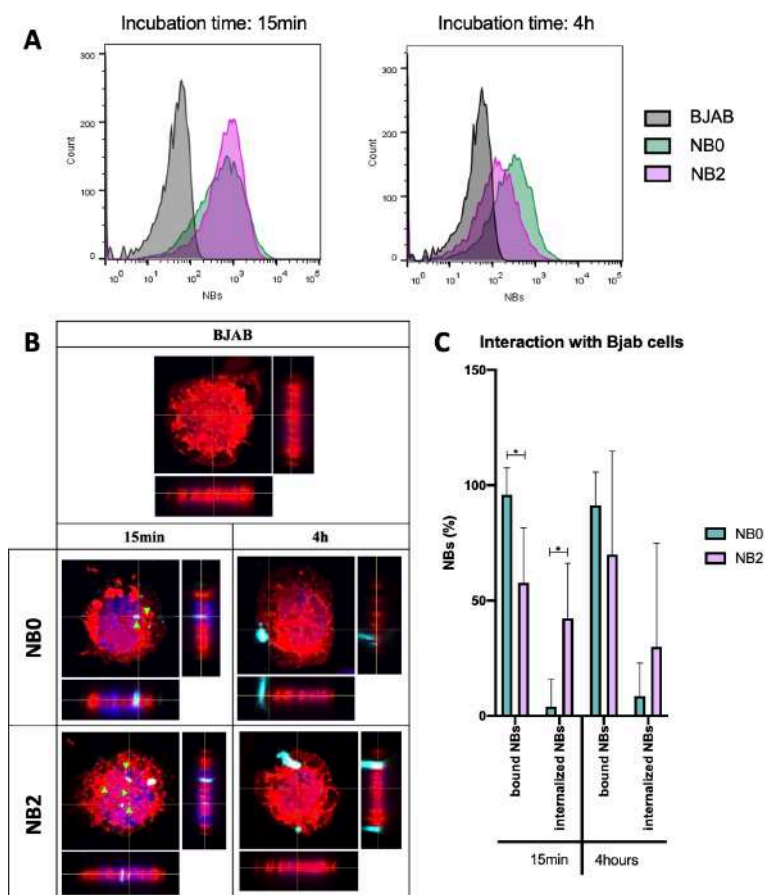 A
Incubation time: 15min
Incubation time: 4h
300
200
100
0
Count
10^0 10^1 10^2 10^3 10^4 10^5
NBs
300
200
100
0
Count
10^0 10^1 10^2 10^3 10^4 10^5
NBs
BJAB
NB0
NB2
B
BJAB
15min 4h
NB0
NB2
C
Interaction with Bjab cells
150
100
50
0
NBs (%)
*
*
NB0
NB2
bound NBs
internalized NBs
bound NBs
internalized NBs
15min 4hours